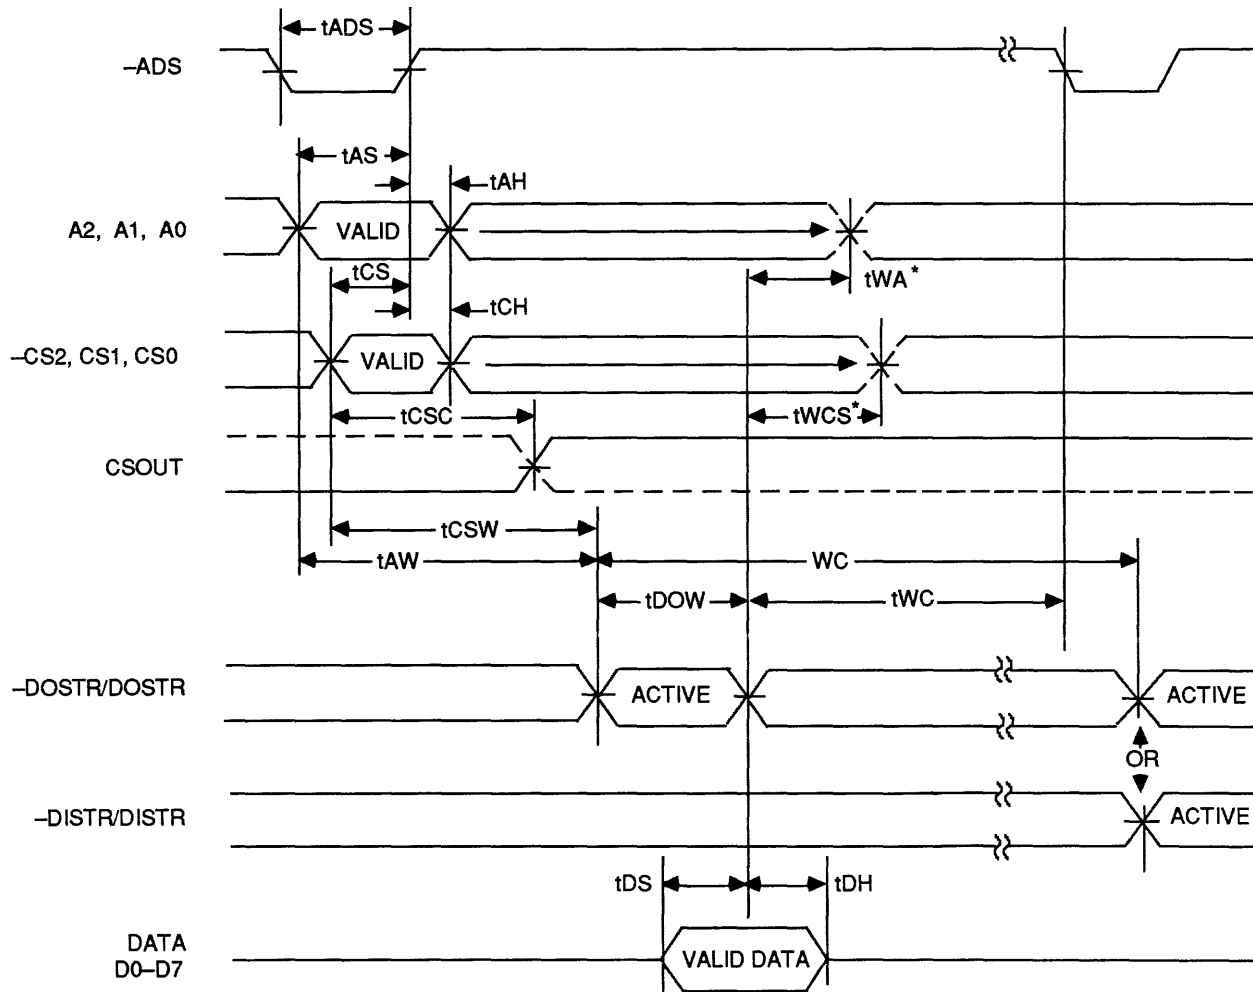 tADS
–ADS
tAS
tAH
A2, A1, A0
VALID
tCS
tWA*
tCH
–CS2, CS1, CS0
VALID
tCSC
tWCS*
CSOUT
tCSW
tAW
WC
tDOW
tWC
–DOSTR/DOSTR
ACTIVE
ACTIVE
OR
–DISTR/DISTR
ACTIVE
tDS
tDH
DATA
D0–D7
VALID DATA